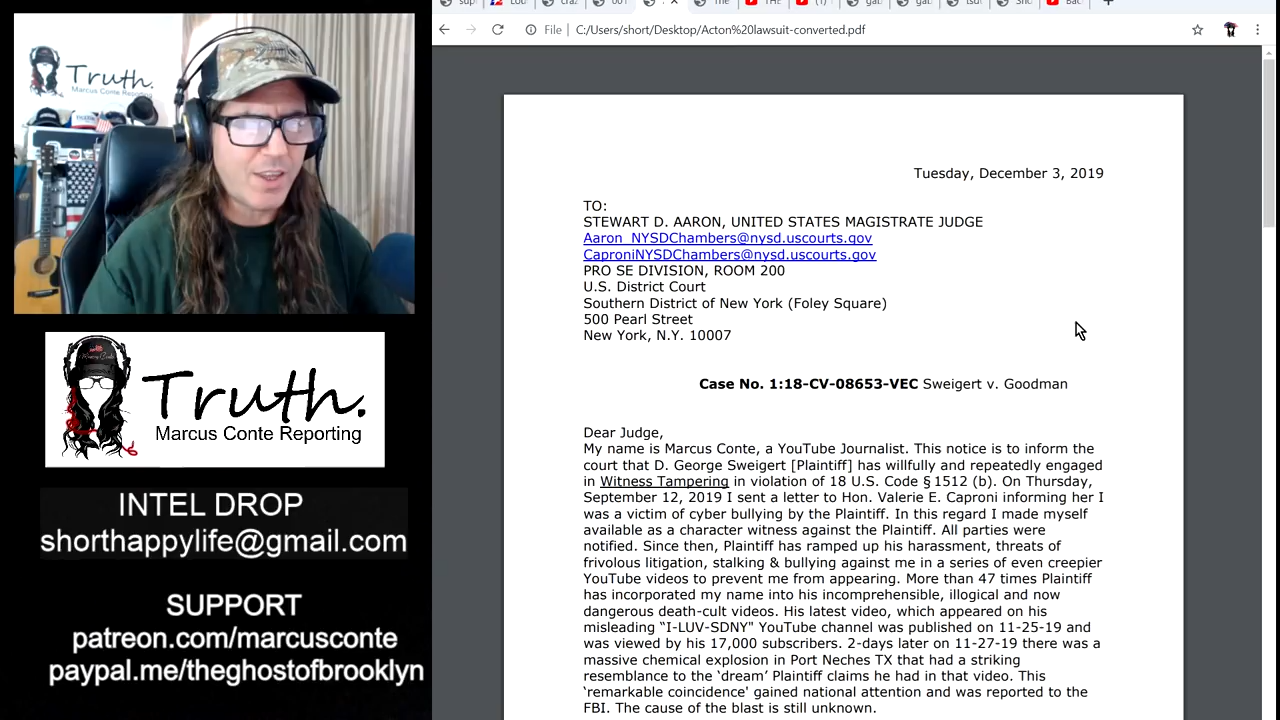 Truth.
Marcus Conte Reporting
Truth.
Marcus Conte Reporting
INTEL DROP
shorthappylife@gmail.com
SUPPORT
patreon.com/marcusconte
paypal.me/theghostofbrooklyn
File
C:/Users/short/Desktop/Acton%20lawsuit-converted.pdf
Tuesday, December 3, 2019
TO:
STEWART D. AARON, UNITED STATES MAGISTRATE JUDGE
Aaron_NYSDChambers@nysd.uscourts.gov
CaproniNYSDChambers@nysd.uscourts.gov
PRO SE DIVISION, ROOM 200
U.S. District Court
Southern District of New York (Foley Square)
500 Pearl Street
New York, N.Y. 10007
Case No. 1:18-CV-08653-VEC Sweigert v. Goodman
Dear Judge,
My name is Marcus Conte, a YouTube Journalist. This notice is to inform the
court that D. George Sweigert [Plaintiff] has willfully and repeatedly engaged
in Witness Tampering in violation of 18 U.S. Code § 1512 (b). On Thursday,
September 12, 2019 I sent a letter to Hon. Valerie E. Caproni informing her I
was a victim of cyber bullying by the Plaintiff. In this regard I made myself
available as a character witness against the Plaintiff. All parties were
notified. Since then, Plaintiff has ramped up his harassment, threats of
frivolous litigation, stalking & bullying against me in a series of even creepier
YouTube videos to prevent me from appearing. More than 47 times Plaintiff
has incorporated my name into his incomprehensible, illogical and now
dangerous death-cult videos. His latest video, which appeared on his
misleading “I-LUV-SDNY" YouTube channel was published on 11-25-19 and
was viewed by his 17,000 subscribers. 2-days later on 11-27-19 there was a
massive chemical explosion in Port Neches TX that had a striking
resemblance to the ‘dream’ Plaintiff claims he had in that video. This
‘remarkable coincidence' gained national attention and was reported to the
FBI. The cause of the blast is still unknown.